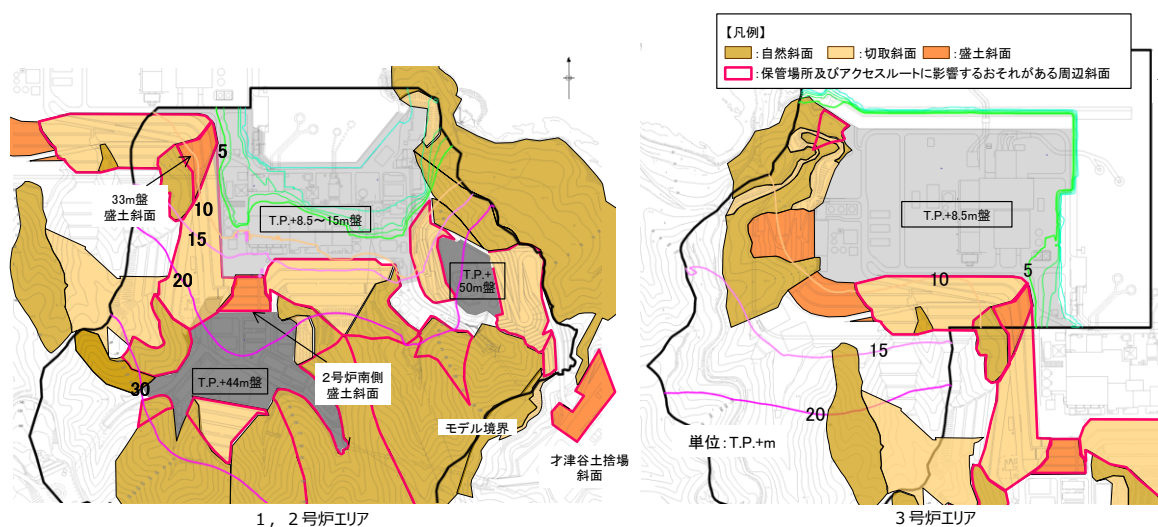 33m盤
盛土斜面
5
10
15
20
30
T.P.+8.5～15m盤
T.P.+
50m盤
T.P.+44m盤
2号炉南側
盛土斜面
モデル境界
才津谷土捨場
斜面
1，2号炉エリア
【凡例】
：自然斜面 ：切取斜面 ：盛土斜面
：保管場所及びアクセスルートに影響するおそれがある周辺斜面
T.P.+8.5m盤
5
10
15
20
単位：T.P.+m
3号炉エリア